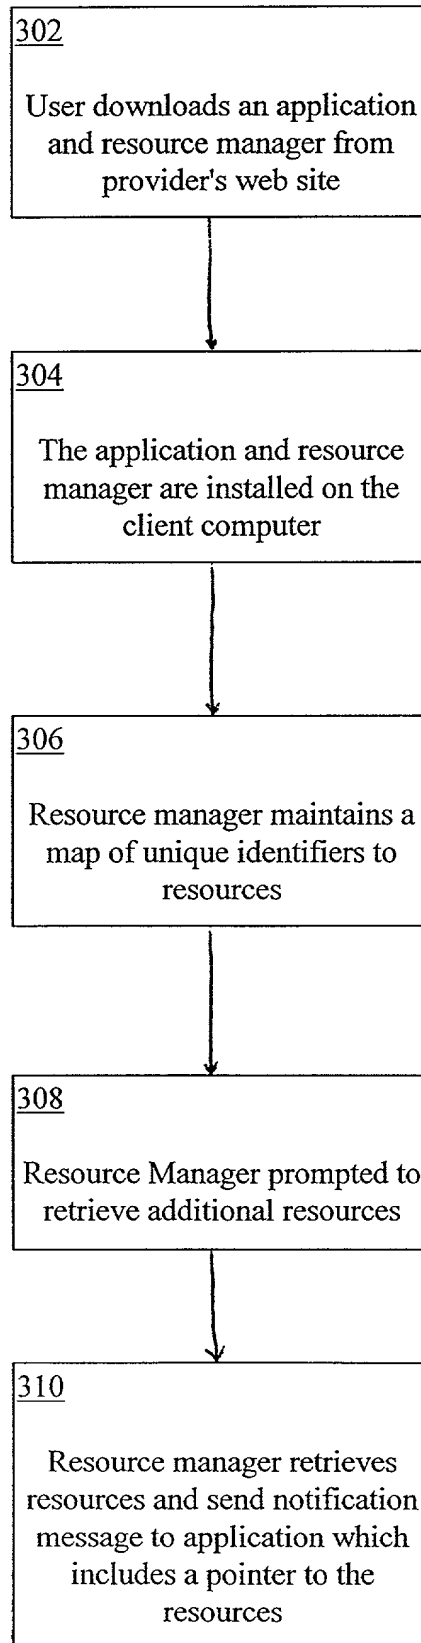 302
User downloads an application
and resource manager from
provider's web site
304
The application and resource
manager are installed on the
client computer
306
Resource manager maintains a
map of unique identifiers to
resources
308
Resource Manager prompted to
retrieve additional resources
310
Resource manager retrieves
resources and send notification
message to application which
includes a pointer to the
resources